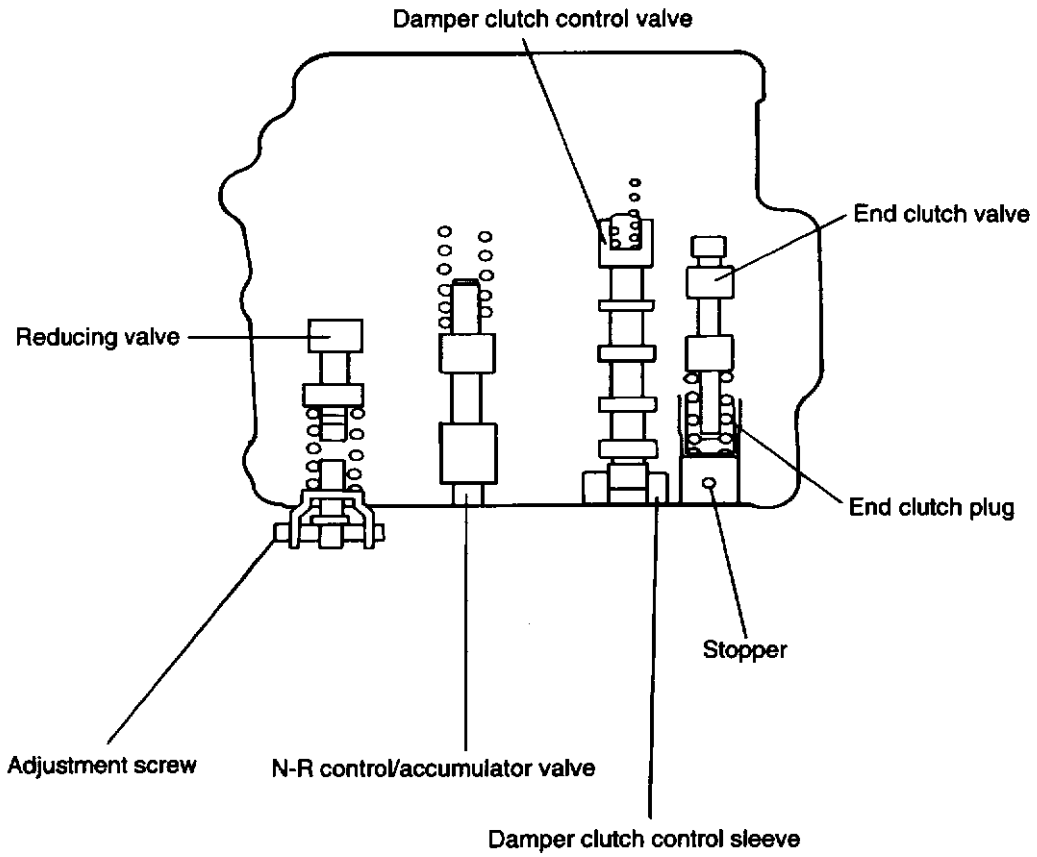 Damper clutch control valve
End clutch valve
Reducing valve
End clutch plug
Stopper
Adjustment screw
N-R control/accumulator valve
Damper clutch control sleeve